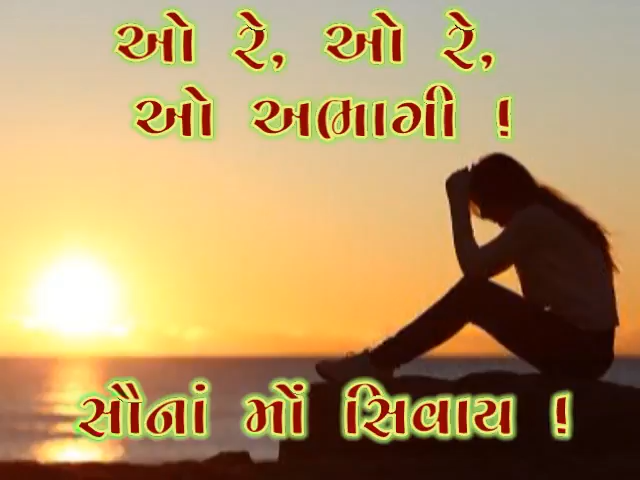 ઓ રે, ઓ રે,
ઓ અભાગી !
સૌનાં મોં સિવાય !